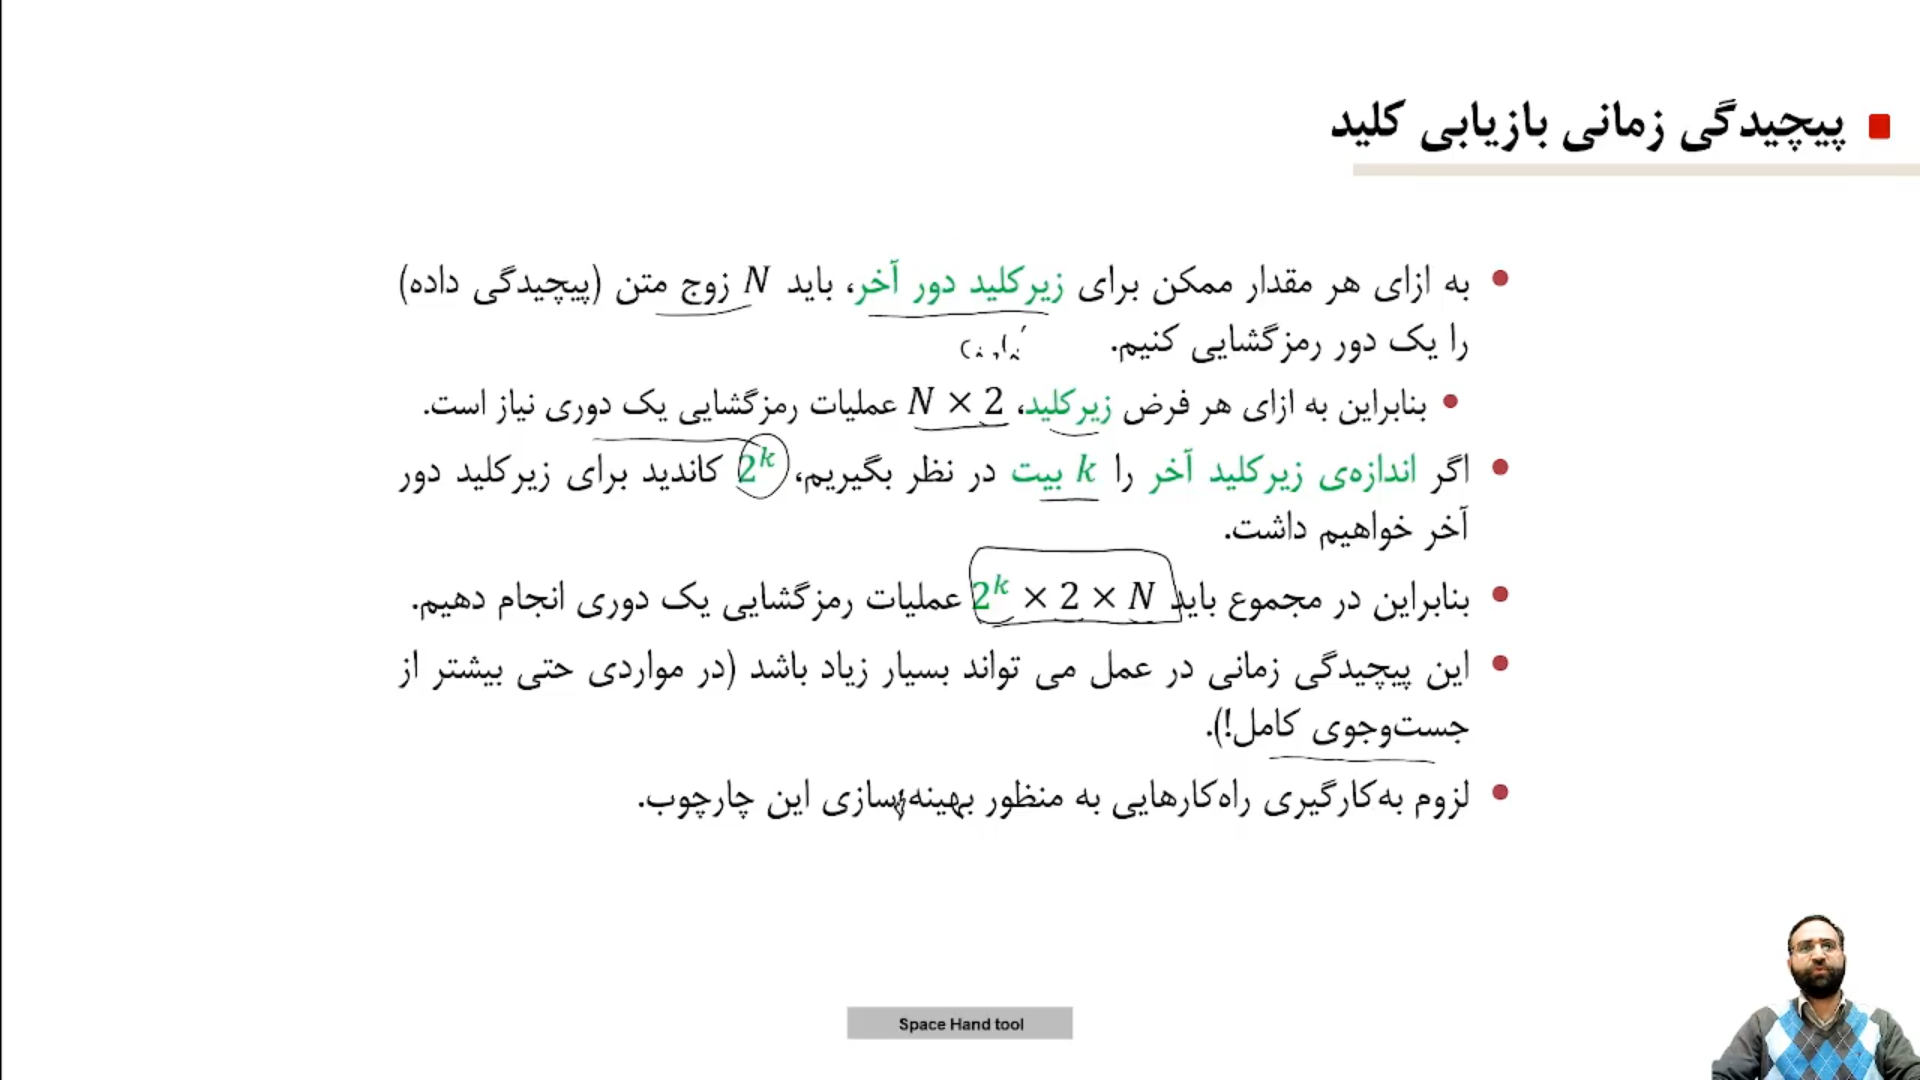 پیچیدگی زمانی بازیابی کلید
به ازای هر مقدار ممکن برای زیرکلید دور آخر، باید N زوج متن (پیچیدگی داده)
را یک دور رمزگشایی کنیم.
بنابراین به ازای هر فرض زیرکلید، N × 2 عملیات رمزگشایی یک دوری نیاز است.
اگر اندازه‌ی زیرکلید آخر را k بیت در نظر بگیریم، 2^k کاندید برای زیرکلید دور
آخر خواهیم داشت.
بنابراین در مجموع باید 2^k × 2 × N عملیات رمزگشایی یک دوری انجام دهیم.
این پیچیدگی زمانی در عمل می تواند بسیار زیاد باشد (در مواردی حتی بیشتر از
جست‌وجوی کامل!).
لزوم به‌کارگیری راه‌کارهایی به منظور بهینه‌سازی این چارچوب.
Space Hand tool